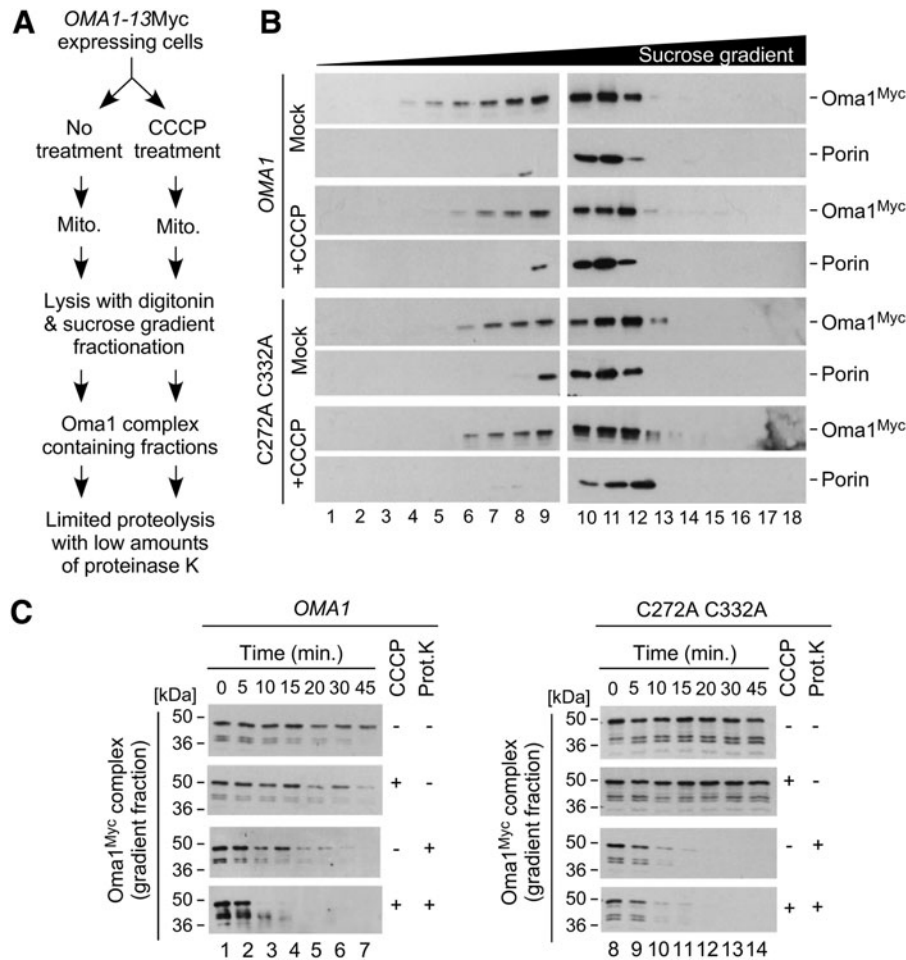 A
OMA1-13Myc
expressing cells
No
treatment
CCCP
treatment
Mito.
Mito.
Lysis with digitonin
& sucrose gradient
fractionation
Oma1 complex
containing fractions
Limited proteolysis
with low amounts
of proteinase K
B
Sucrose gradient
OMA1
Mock
- Oma1Myc
- Porin
+CCCP
- Oma1Myc
- Porin
C272A C332A
Mock
- Oma1Myc
- Porin
+CCCP
- Oma1Myc
- Porin
1 2 3 4 5 6 7 8 9 10 11 12 13 14 15 16 17 18
C
OMA1
Time (min.)
CCCP
Prot.K
0 5 10 15 20 30 45
[kDa]
Oma1Myc complex
(gradient fraction)
50 -
36 -
- -
50 -
36 -
+ -
50 -
36 -
- +
50 -
36 -
+ +
1 2 3 4 5 6 7
C272A C332A
Time (min.)
CCCP
Prot.K
0 5 10 15 20 30 45
[kDa]
Oma1Myc complex
(gradient fraction)
50 -
36 -
- -
50 -
36 -
+ -
50 -
36 -
- +
50 -
36 -
+ +
8 9 10 11 12 13 14